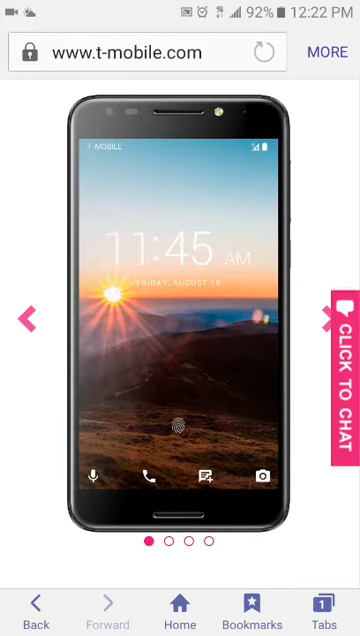 92% 12:22 PM
www.t-mobile.com
MORE
T-MOBILE
11:45 AM
FRIDAY, AUGUST 18
CLICK TO CHAT
Back
Forward
Home
1
Bookmarks
Tabs